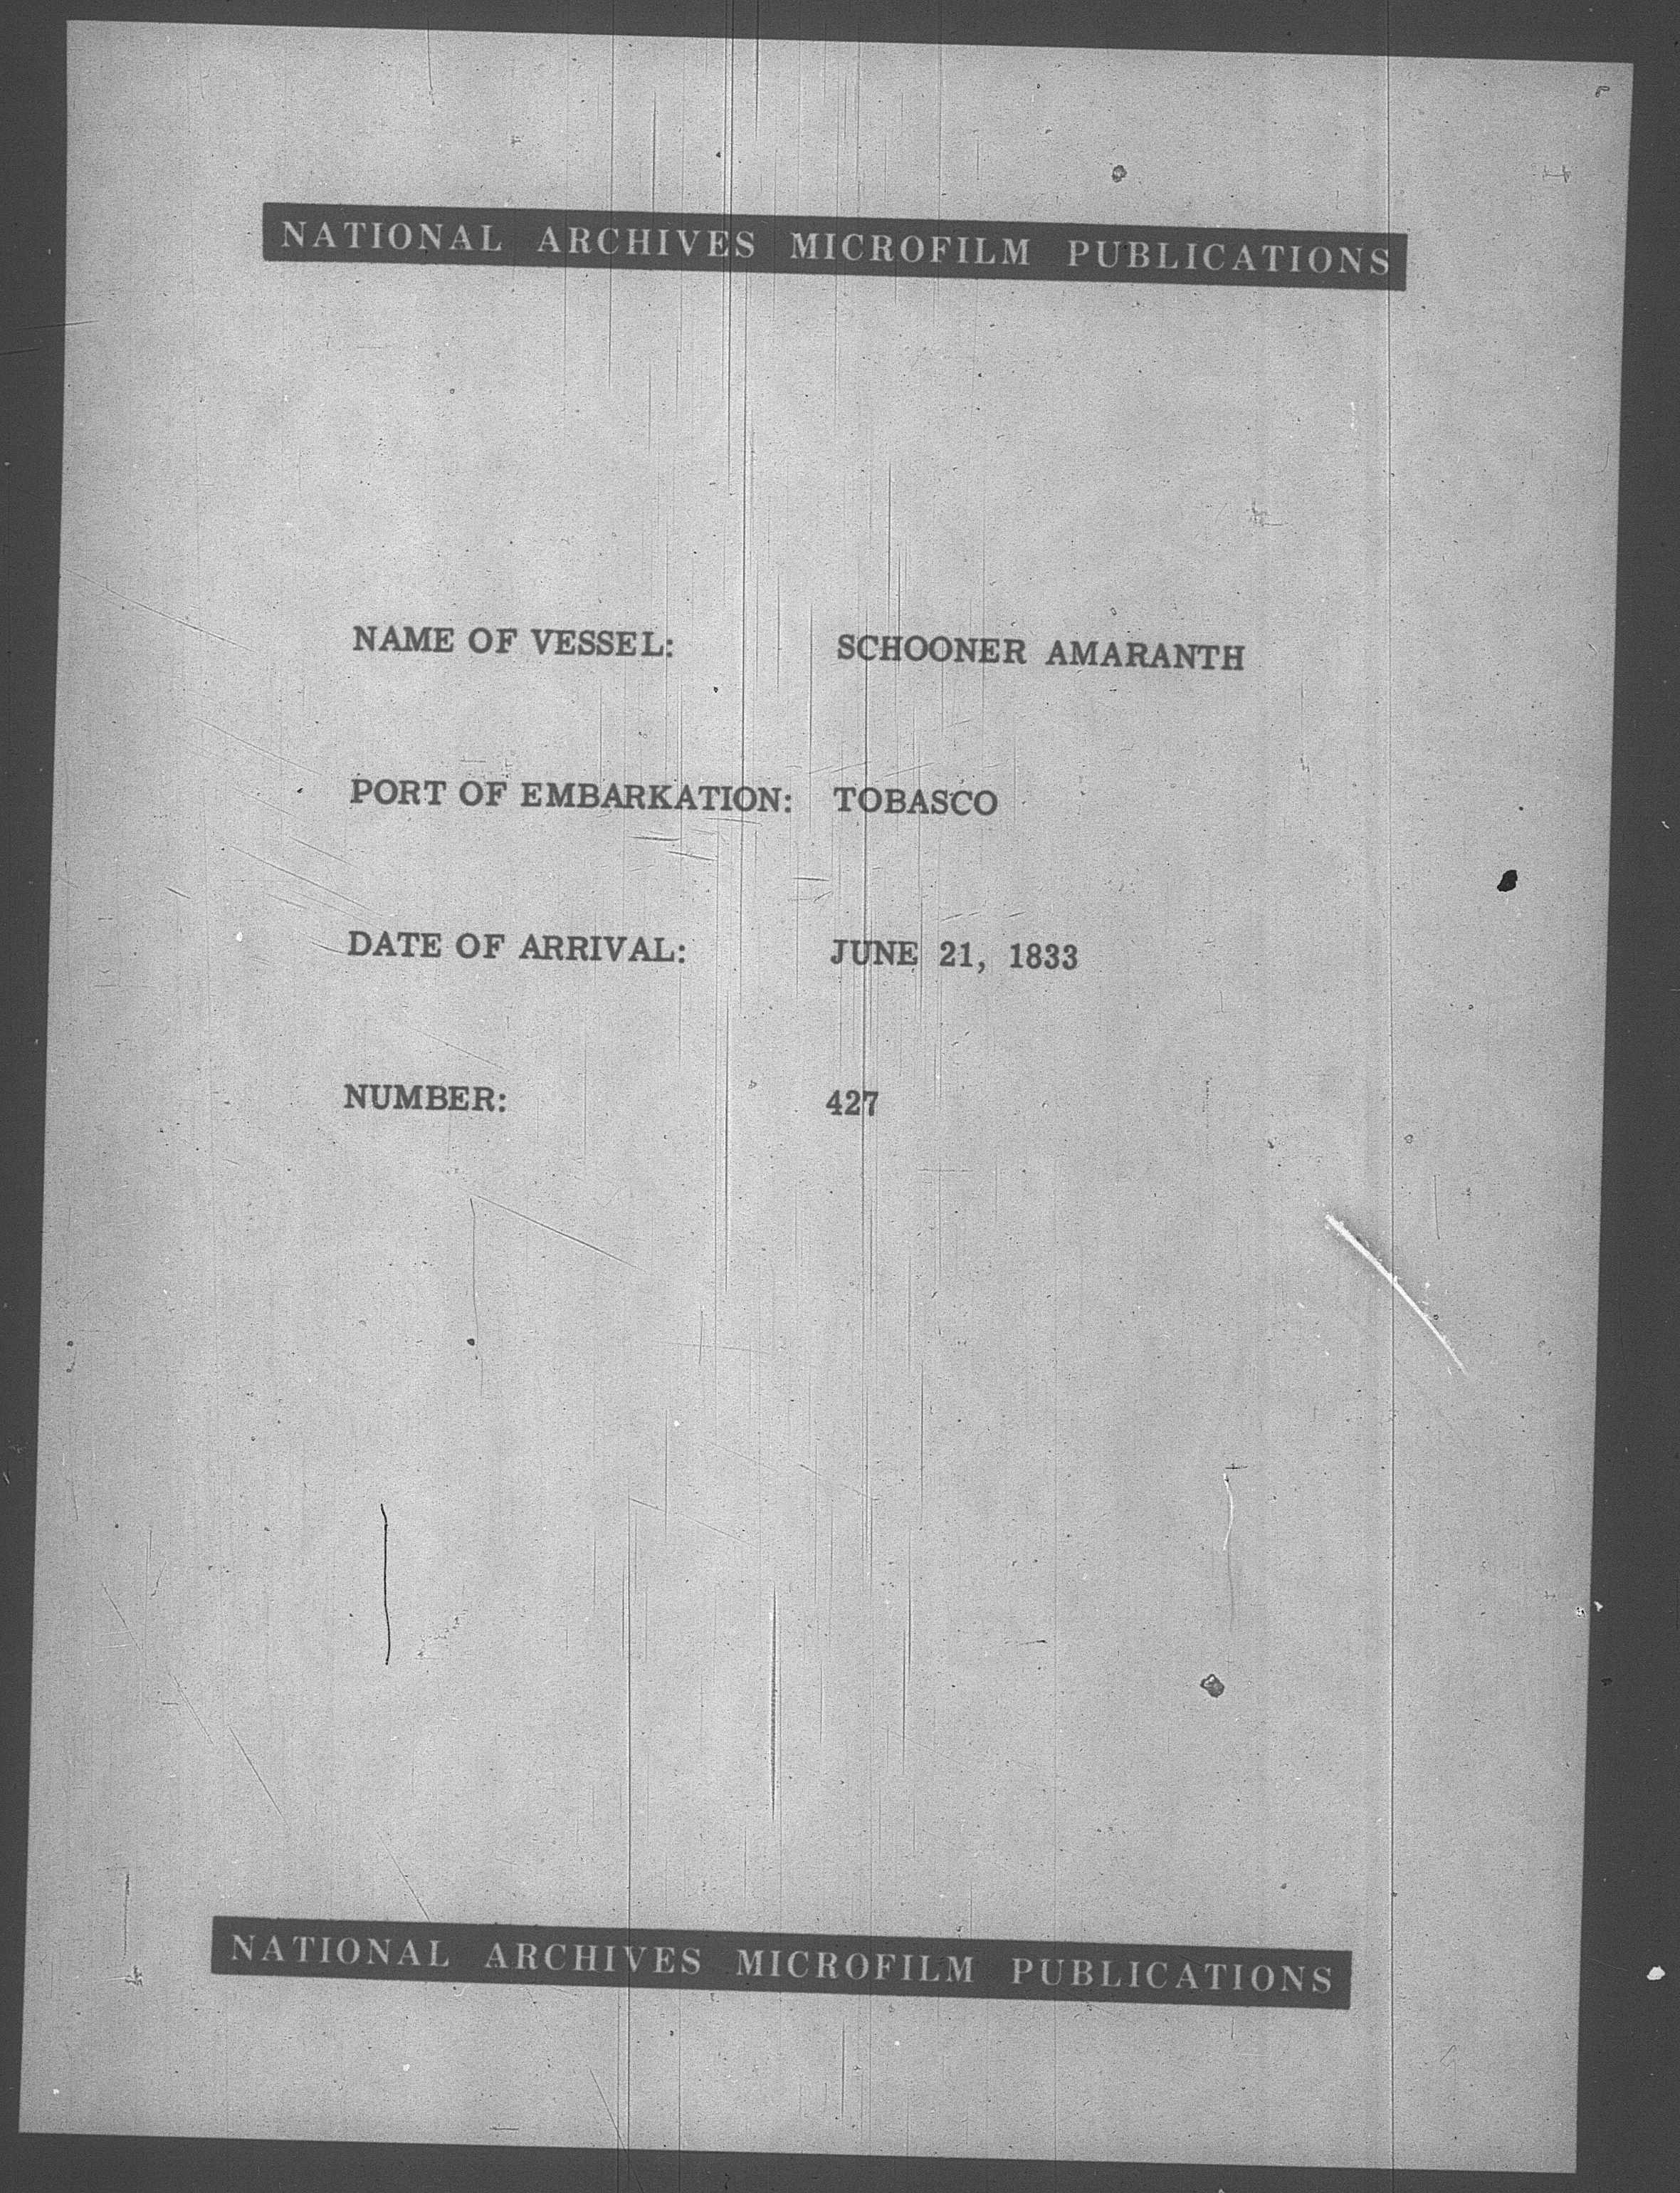 NATIONAL ARCHIVES MICROFILM PUBLICATIONS
NAME OF VESSEL: SCHOONER AMARANTH
PORT OF EMBARKATION: TOBASCO
DATE OF ARRIVAL: JUNE 21, 1833
NUMBER: 427
NATIONAL ARCHIVES MICROFILM PUBLICATIONS